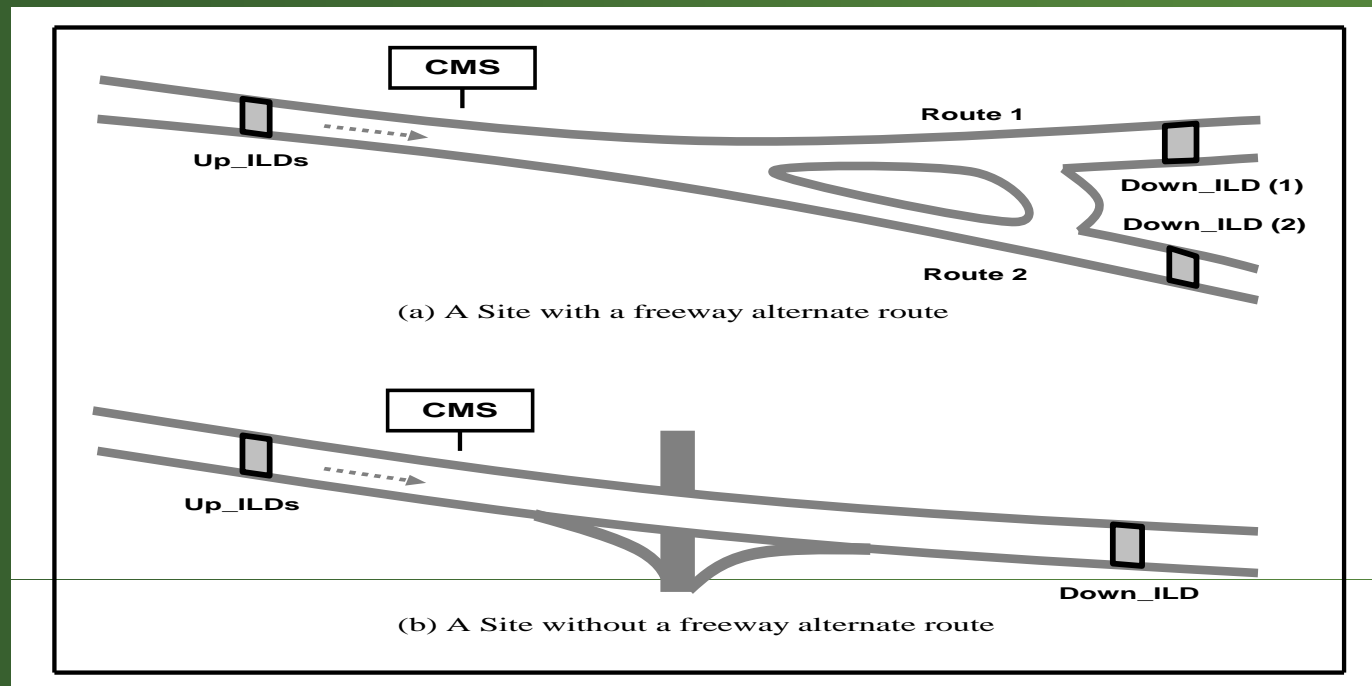 CMS
Route 1
Up_ILDs
Down_ILD (1)
Down_ILD (2)
Route 2
(a) A Site with a freeway alternate route
CMS
Up_ILDs
Down_ILD
(b) A Site without a freeway alternate route